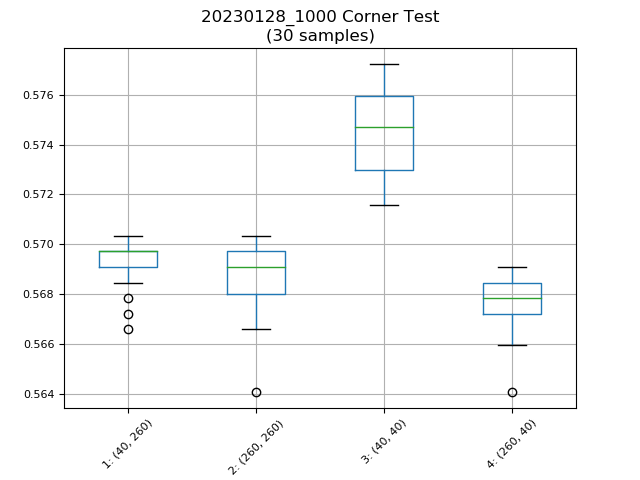 20230128_1000 Corner Test
(30 samples)
0.576
0.574
0.572
0.570
0.568
0.566
0.564
1: (40, 260)
2: (260, 260)
3: (40, 40)
4: (260, 40)